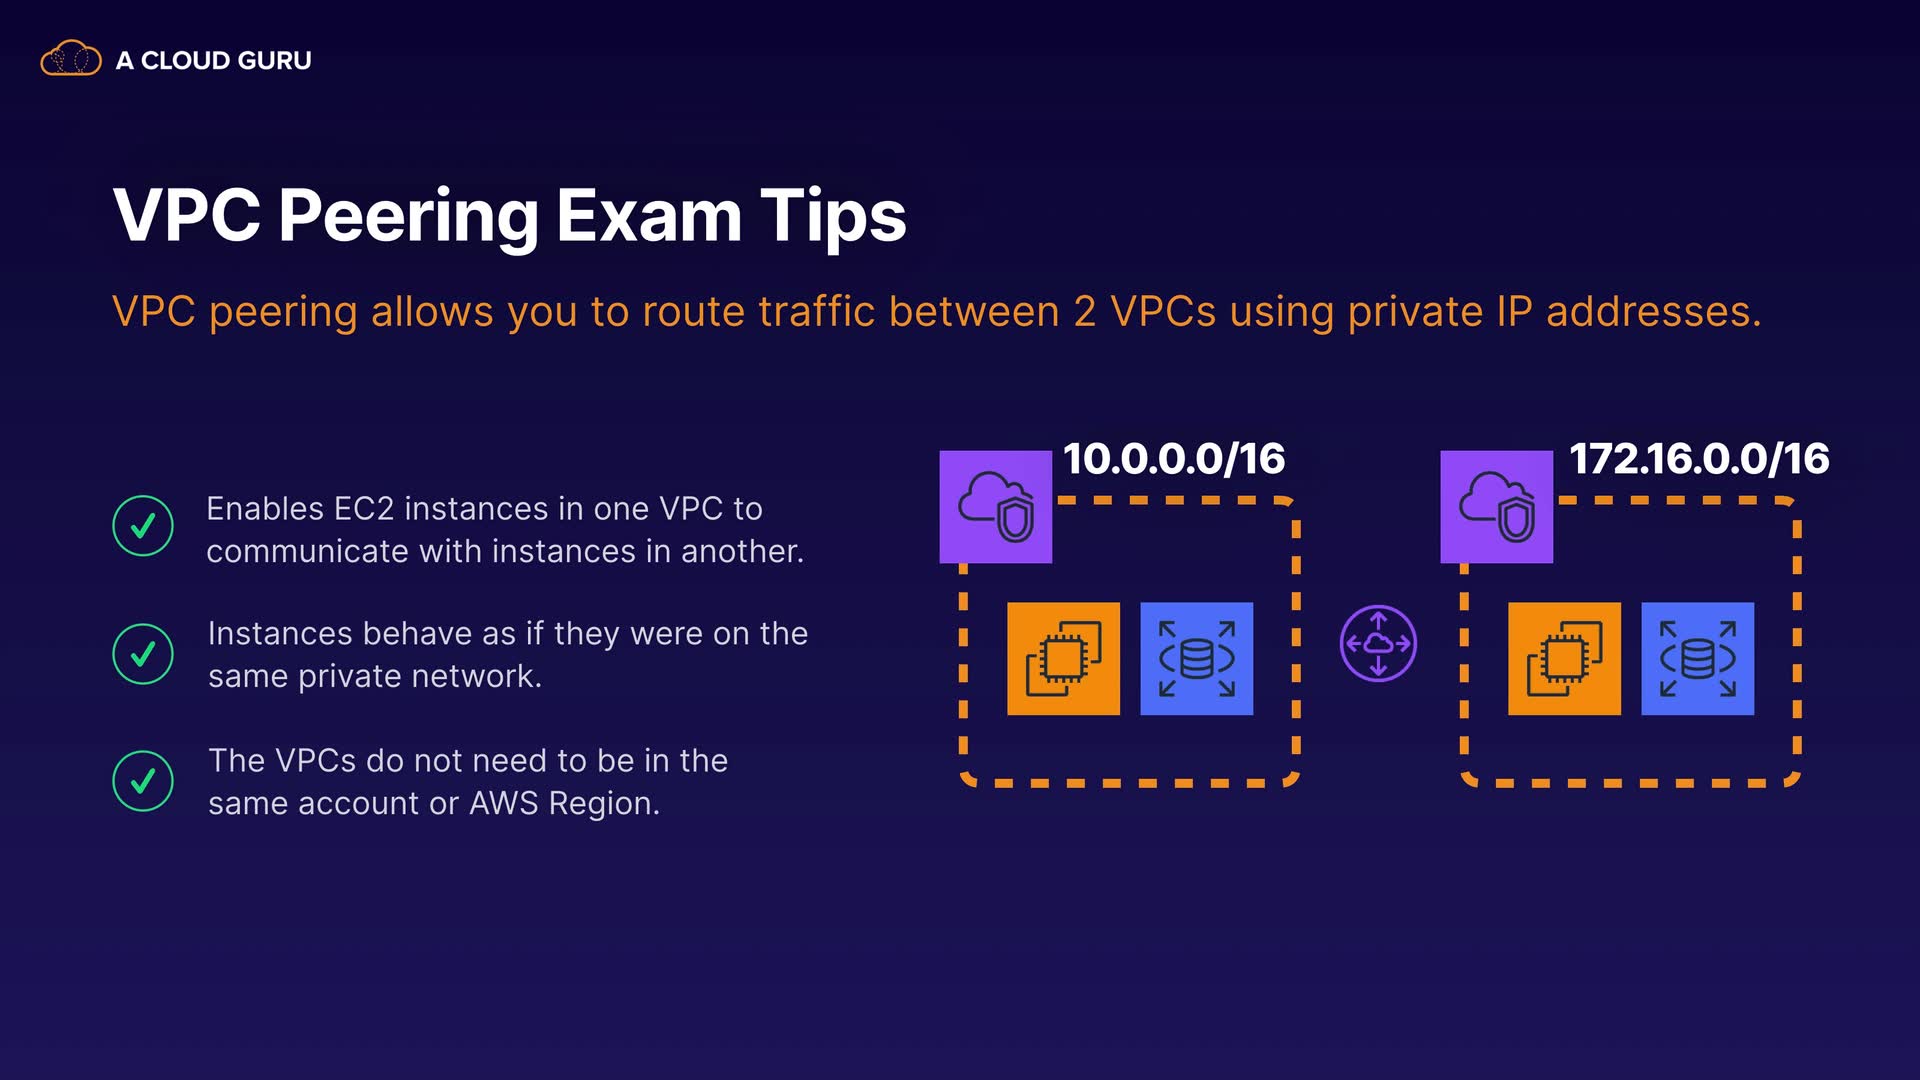 A CLOUD GURU
VPC Peering Exam Tips
VPC peering allows you to route traffic between 2 VPCs using private IP addresses.
Enables EC2 instances in one VPC to
communicate with instances in another.
Instances behave as if they were on the
same private network.
The VPCs do not need to be in the
same account or AWS Region.
10.0.0.0/16
172.16.0.0/16